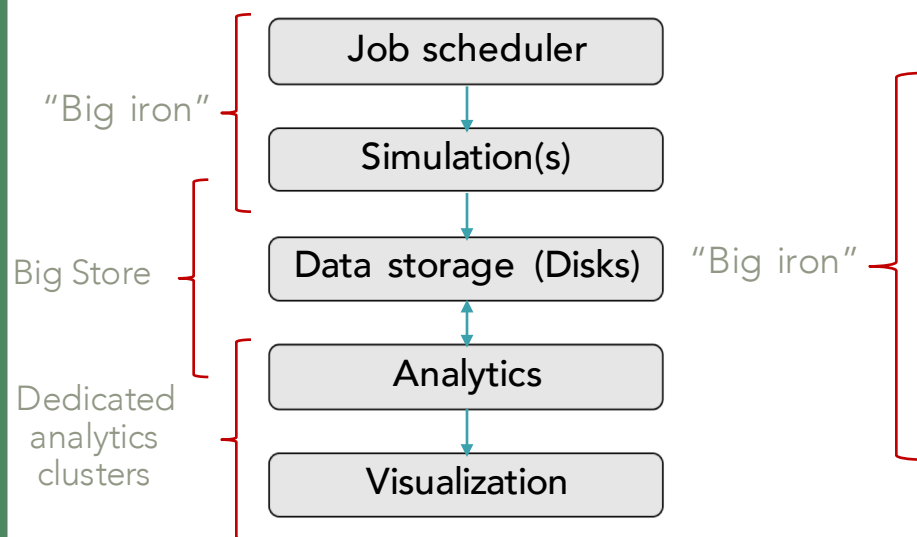 Job scheduler
“Big iron”
Simulation(s)
Big Store
Data storage (Disks)
“Big iron”
Analytics
Dedicated
analytics
clusters
Visualization